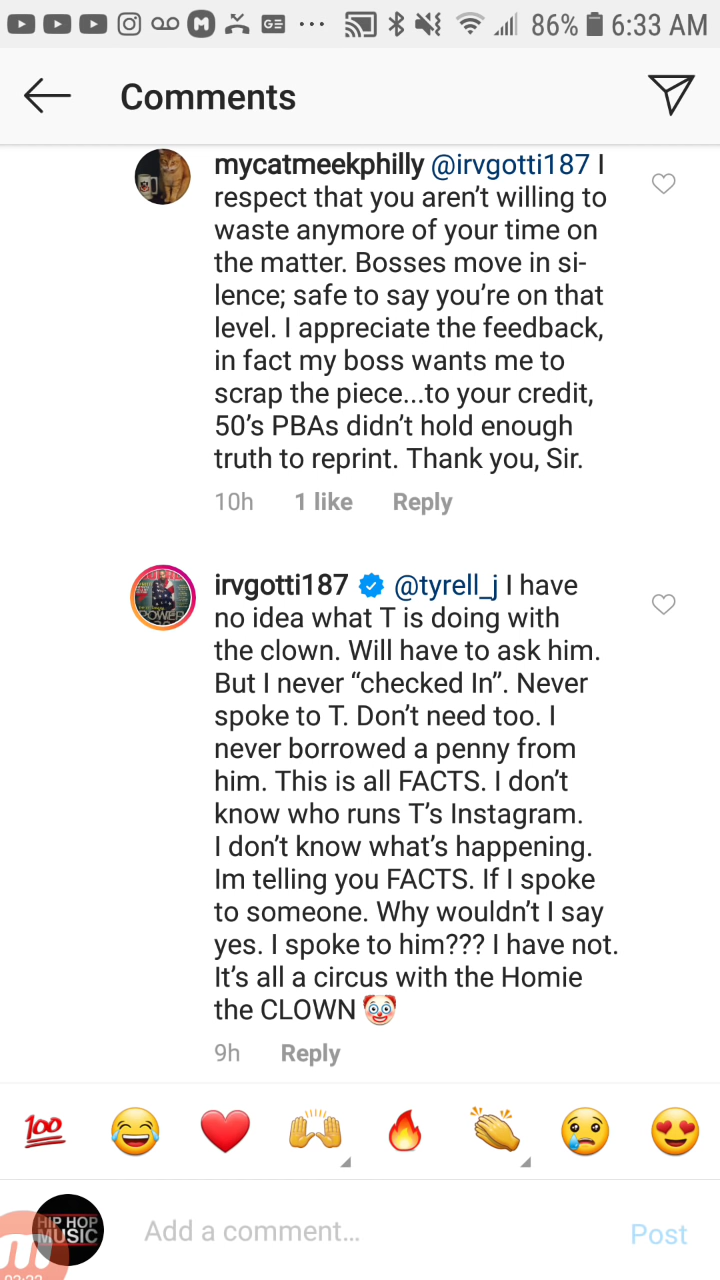 86% 6:33 AM
Comments
mycatmeekphilly @irvgotti187 I
respect that you aren’t willing to
waste anymore of your time on
the matter. Bosses move in si-
lence; safe to say you’re on that
level. I appreciate the feedback,
in fact my boss wants me to
scrap the piece...to your credit,
50’s PBAs didn’t hold enough
truth to reprint. Thank you, Sir.
10h 1 like Reply
irvgotti187 @tyrell_j I have
no idea what T is doing with
the clown. Will have to ask him.
But I never “checked In”. Never
spoke to T. Don’t need too. I
never borrowed a penny from
him. This is all FACTS. I don’t
know who runs T’s Instagram.
I don’t know what’s happening.
Im telling you FACTS. If I spoke
to someone. Why wouldn’t I say
yes. I spoke to him??? I have not.
It’s all a circus with the Homie
the CLOWN 🤡
9h Reply
💯 😂 ❤️ 🙌 🔥 👏 😢 😍
HIP HOP
MUSIC
Add a comment... Post